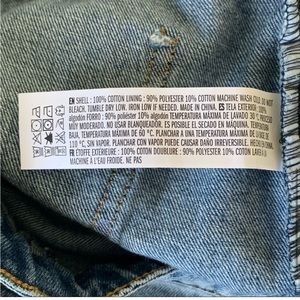 EN SHELL : 100% COTTON LINING : 90% POLYESTER 10% COTTON MACHINE WASH COLD. DO NOT
BLEACH. TUMBLE DRY LOW. IRON LOW IF NEEDED. MADE IN CHINA. ES TELA EXTERIOR : 100%
algodón FORRO : 90% poliéster 10% algodón TEMPERATURA MÁXIMA DE LAVADO 30 °C. PROCESO
MUY MODERADO. NO USAR BLANQUEADOR. ES POSIBLE EL SECADO EN MAQUINA.
TEMPERATURA MÁXIMA DE 60 °C. PLANCHAR A UNA TEMPERATURA MÁXIMA DE
110 °C, SIN VAPOR. PLANCHAR CON VAPOR PUEDE CAUSAR DAÑO IRREVERSIBLE. HECHO EN
CHINA.
FR ÉTOFFE EXTÉRIEURE : 100% COTON DOUBLURE : 90% POLYESTER 10% COTON LAVER À
LA MACHINE À L'EAU FROIDE. NE PAS